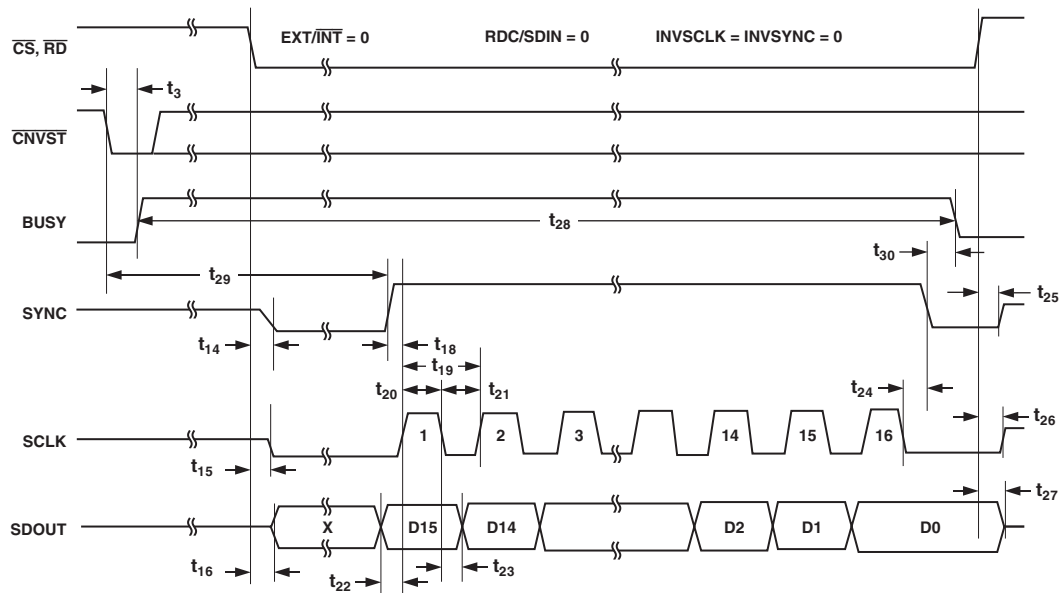 EXT/INT = 0 RDC/SDIN = 0 INVSCLK = INVSYNC = 0
CS, RD
t3
CNVST
BUSY
t28
t30
t29
t25
SYNC
t14
t18
t19
t20
t21
t24
t26
SCLK
1 2 3 14 15 16
t15
t27
SDOUT
X D15 D14 D2 D1 D0
t16
t22
t23